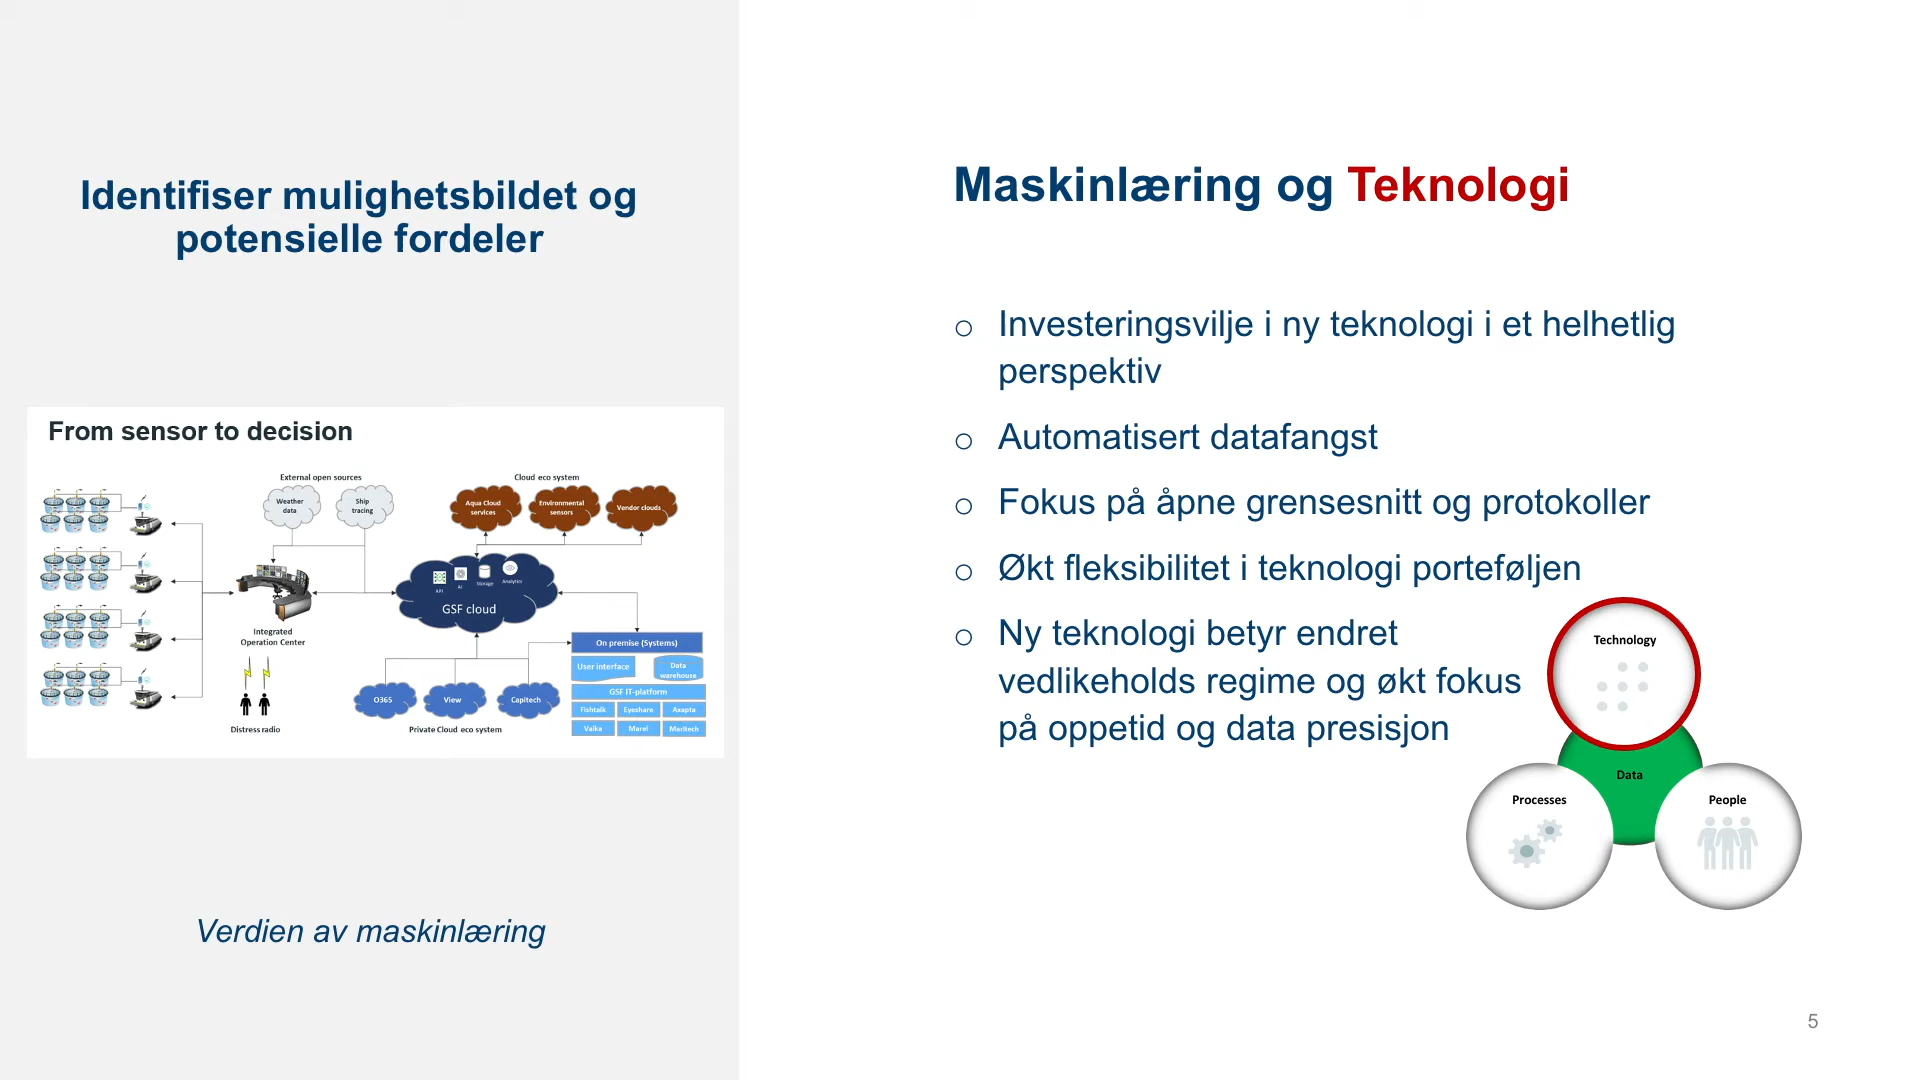 Identifiser mulighetsbildet og
potensielle fordeler
From sensor to decision
External open sources
Weather
data
Ship
tracing
Cloud eco system
Aqua Cloud
services
Environmental
sensors
Vendor clouds
API
AI
Storage
Analytics
GSF cloud
Integrated
Operation Center
Distress radio
O365
View
Capitech
Private Cloud eco system
On premise (Systems)
User interface
Data
warehouse
GSF IT-platform
Fishtalk
Eyeshare
Axapta
Valka
Marel
Maritech
Verdien av maskinlæring
Maskinlæring og Teknologi
o Investeringsvilje i ny teknologi i et helhetlig
perspektiv
o Automatisert datafangst
o Fokus på åpne grensesnitt og protokoller
o Økt fleksibilitet i teknologi porteføljen
o Ny teknologi betyr endret
vedlikeholds regime og økt fokus
på oppetid og data presisjon
Technology
Data
Processes
People
5